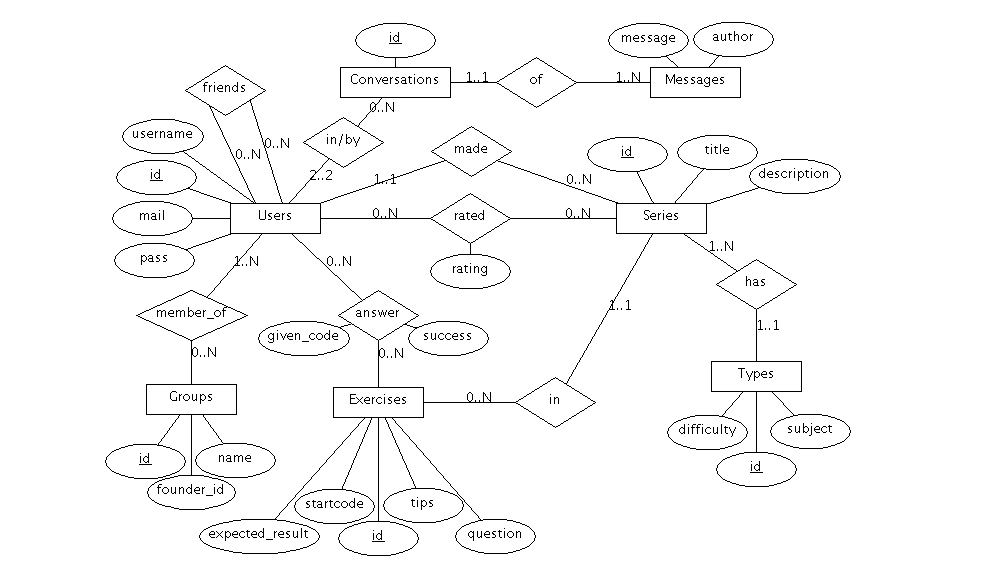 id
message
author
Conversations
1..1
of
1..N
Messages
friends
0..N
username
in/by
0..N
0..N
made
id
title
2..2
1..1
0..N
description
id
mail
Users
0..N
rated
0..N
Series
pass
1..N
0..N
rating
1..N
has
member_of
answer
1..1
given_code
success
0..N
0..N
1..1
Groups
Exercises
0..N
in
Types
id
name
difficulty
subject
founder_id
id
startcode
tips
expected_result
id
question